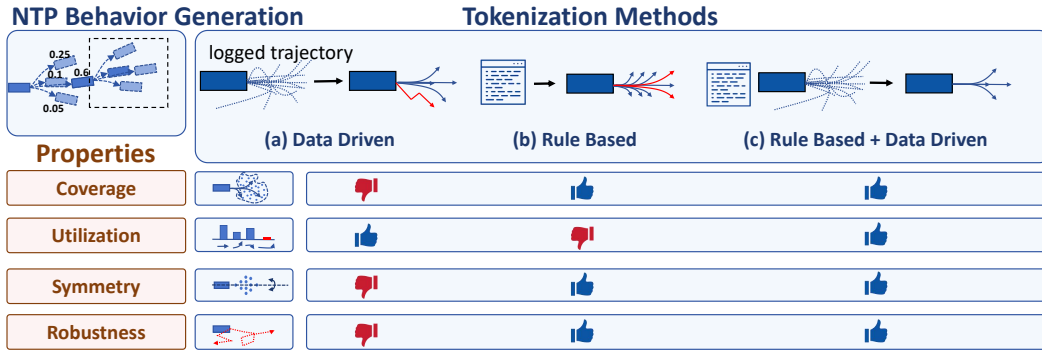 NTP Behavior Generation
Tokenization Methods
0.25
0.1
0.6
0.05
logged trajectory
(a) Data Driven
(b) Rule Based
(c) Rule Based + Data Driven
Properties
Coverage
Utilization
Symmetry
Robustness